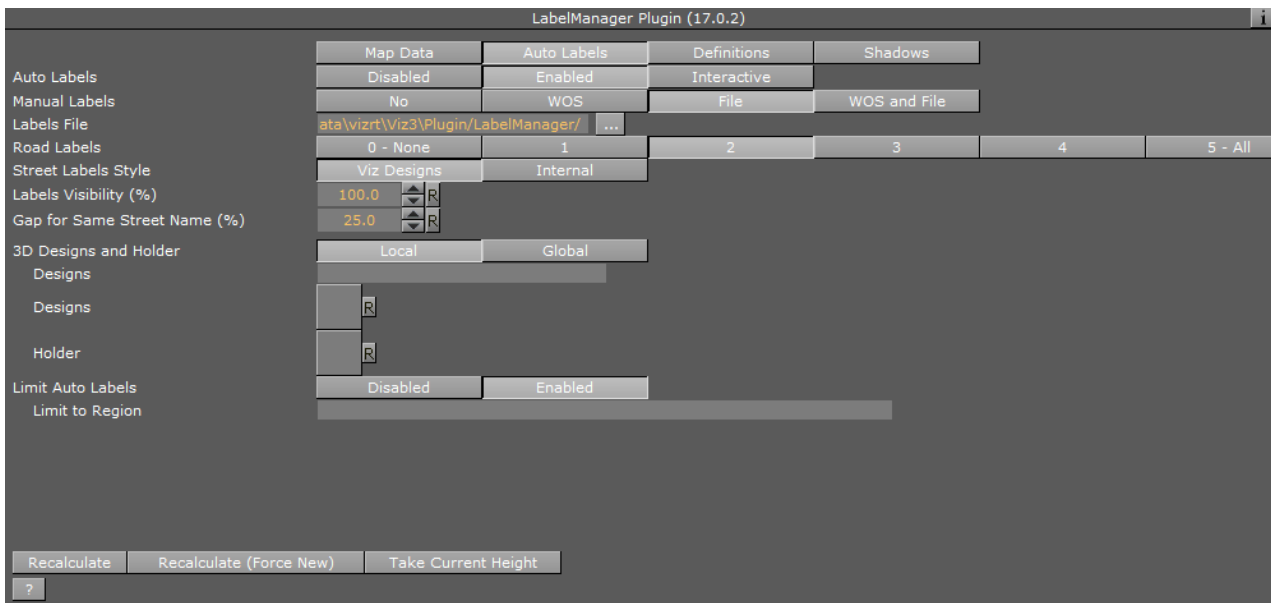 LabelManager Plugin (17.0.2) i
Map Data Auto Labels Definitions Shadows
Auto Labels Disabled Enabled Interactive
Manual Labels No WOS File WOS and File
Labels File ata\vizrt\Viz3\Plugin/LabelManager/ ...
Road Labels 0 - None 1 2 3 4 5 - All
Street Labels Style Viz Designs Internal
Labels Visibility (%) 100.0 R
Gap for Same Street Name (%) 25.0 R
3D Designs and Holder Local Global
Designs
Designs R
Holder R
Limit Auto Labels Disabled Enabled
Limit to Region
Recalculate Recalculate (Force New) Take Current Height
?